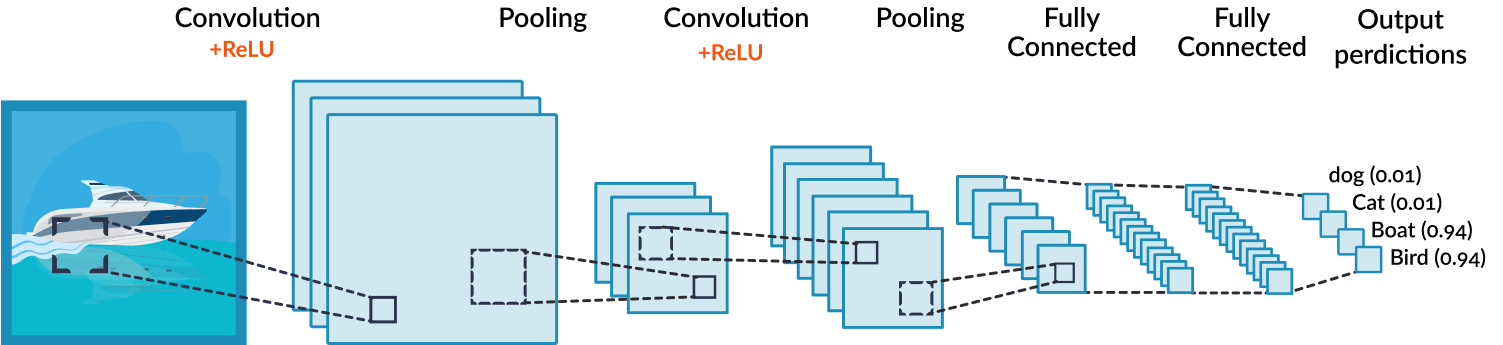 Convolution
+ReLU
Pooling
Convolution
+ReLU
Pooling
Fully
Connected
Fully
Connected
Output
perdictions
dog (0.01)
Cat (0.01)
Boat (0.94)
Bird (0.94)